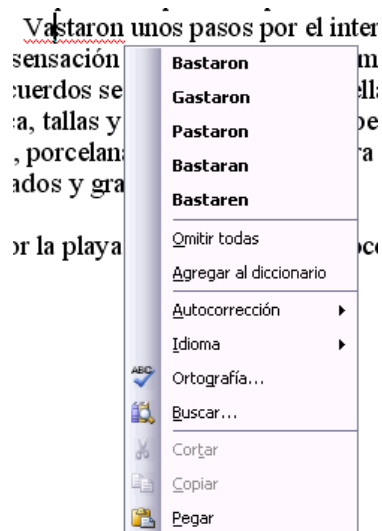 Vastaron unos pasos por el inter
sensación
cuerdos se
ca, tallas y
, porcelan
ados y gra
or la playa
Bastaron
Gastaron
Pastaron
Bastaran
Bastaren
Omitir todas
Agregar al diccionario
Autocorrección
Idioma
Ortografía...
Buscar...
Cortar
Copiar
Pegar